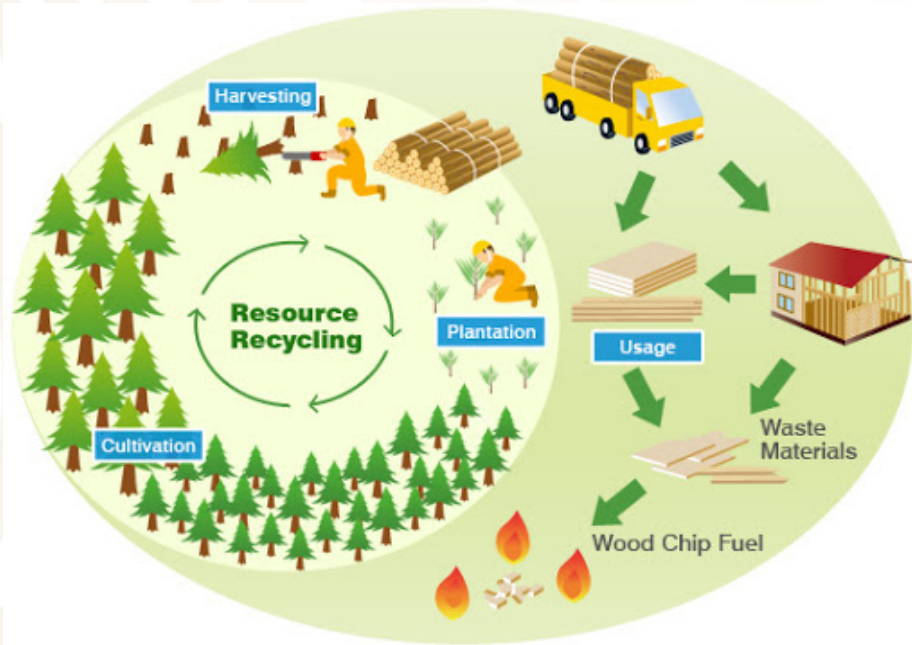 Harvesting
Resource
Recycling
Plantation
Usage
Cultivation
Waste
Materials
Wood Chip Fuel